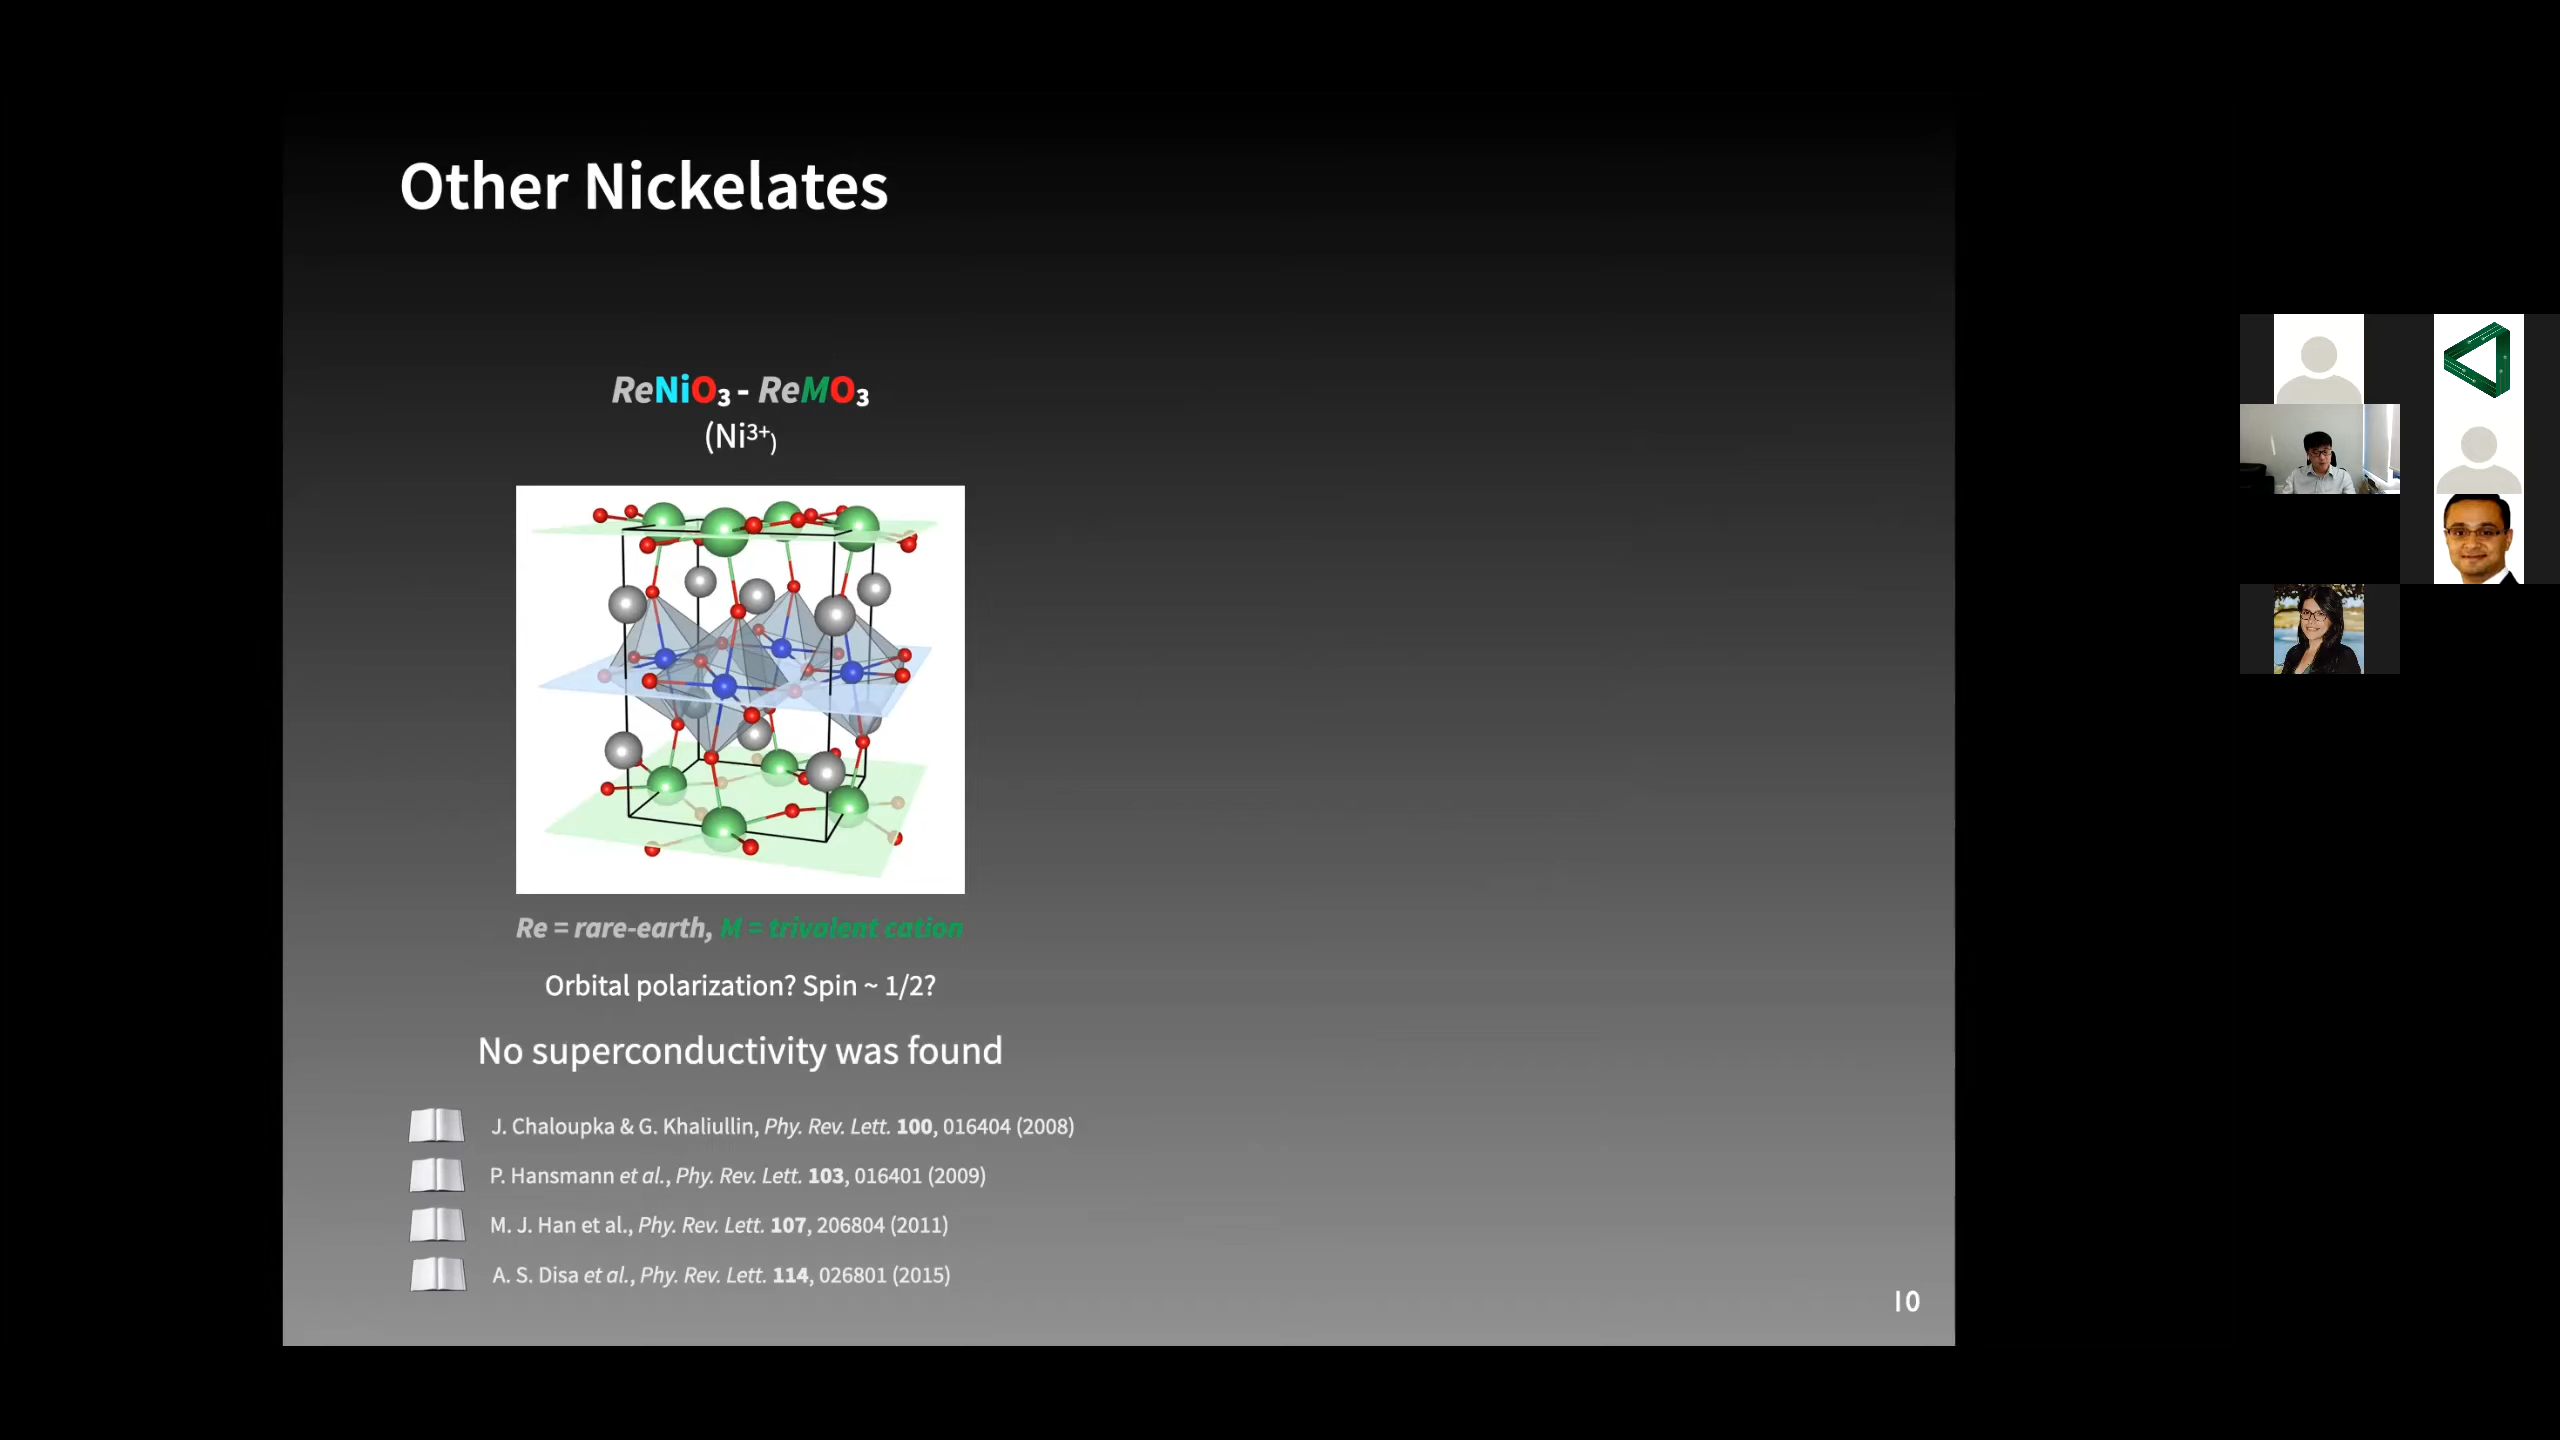 Other Nickelates
ReNiO₃ - ReMO₃
(Ni³⁺)
Re = rare-earth, M = trivalent cation
Orbital polarization? Spin ~ 1/2?
No superconductivity was found
J. Chaloupka & G. Khaliullin, Phy. Rev. Lett. 100, 016404 (2008)
P. Hansmann et al., Phy. Rev. Lett. 103, 016401 (2009)
M. J. Han et al., Phy. Rev. Lett. 107, 206804 (2011)
A. S. Disa et al., Phy. Rev. Lett. 114, 026801 (2015)
10